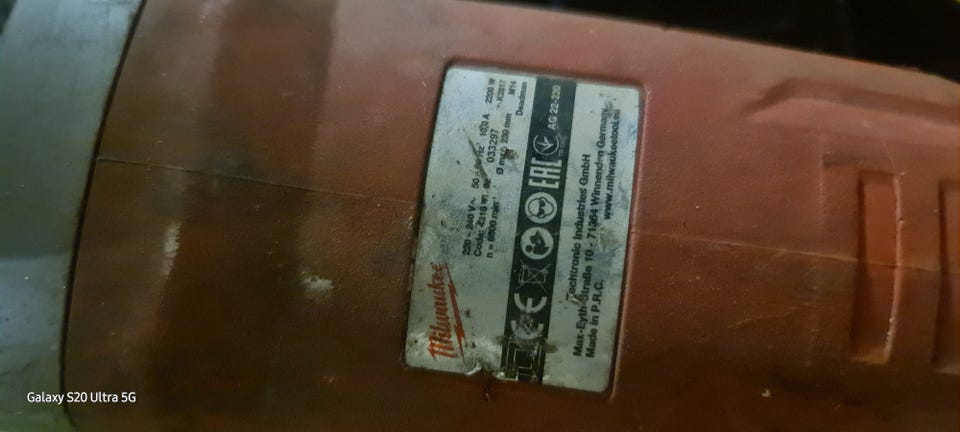 Milwaukee
220 – 240 V~ 50 10,0 A 2200 W
Code: 033297
n = 6600 min Ø max. 230 mm M14
Deadman
CE EAC AG 22-230
Techtronic Industries GmbH
Max-Eyth-Straße 10 - 71364 Winnenden Germany
Made in P.R.C. www.milwaukeetool.eu
Galaxy S20 Ultra 5G